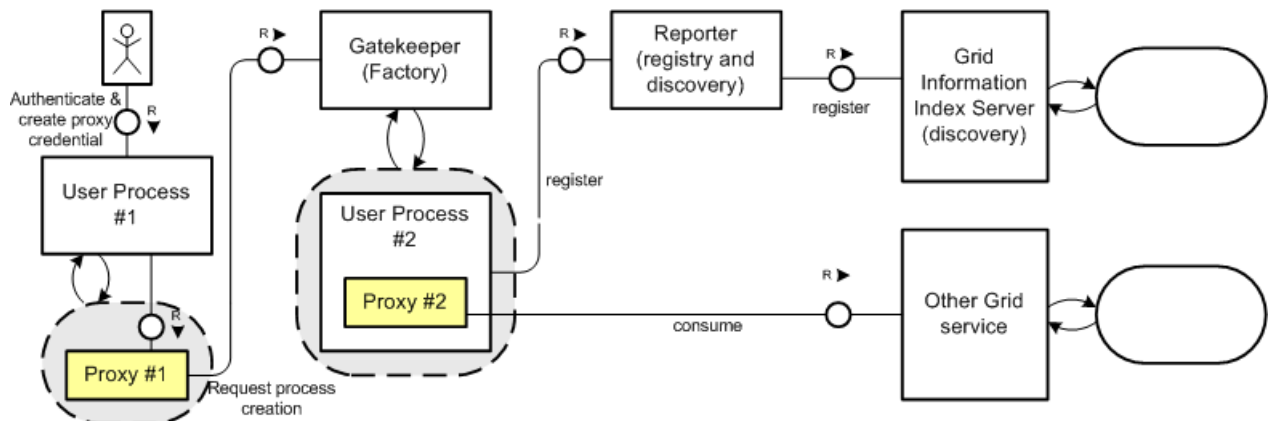 R
Authenticate &
create proxy
credential
R
User Process
#1
R
Proxy #1
Request process
creation
R
Gatekeeper
(Factory)
User Process
#2
Proxy #2
register
R
Reporter
(registry and
discovery)
R
register
Grid
Information
Index Server
(discovery)
consume
R
Other Grid
service